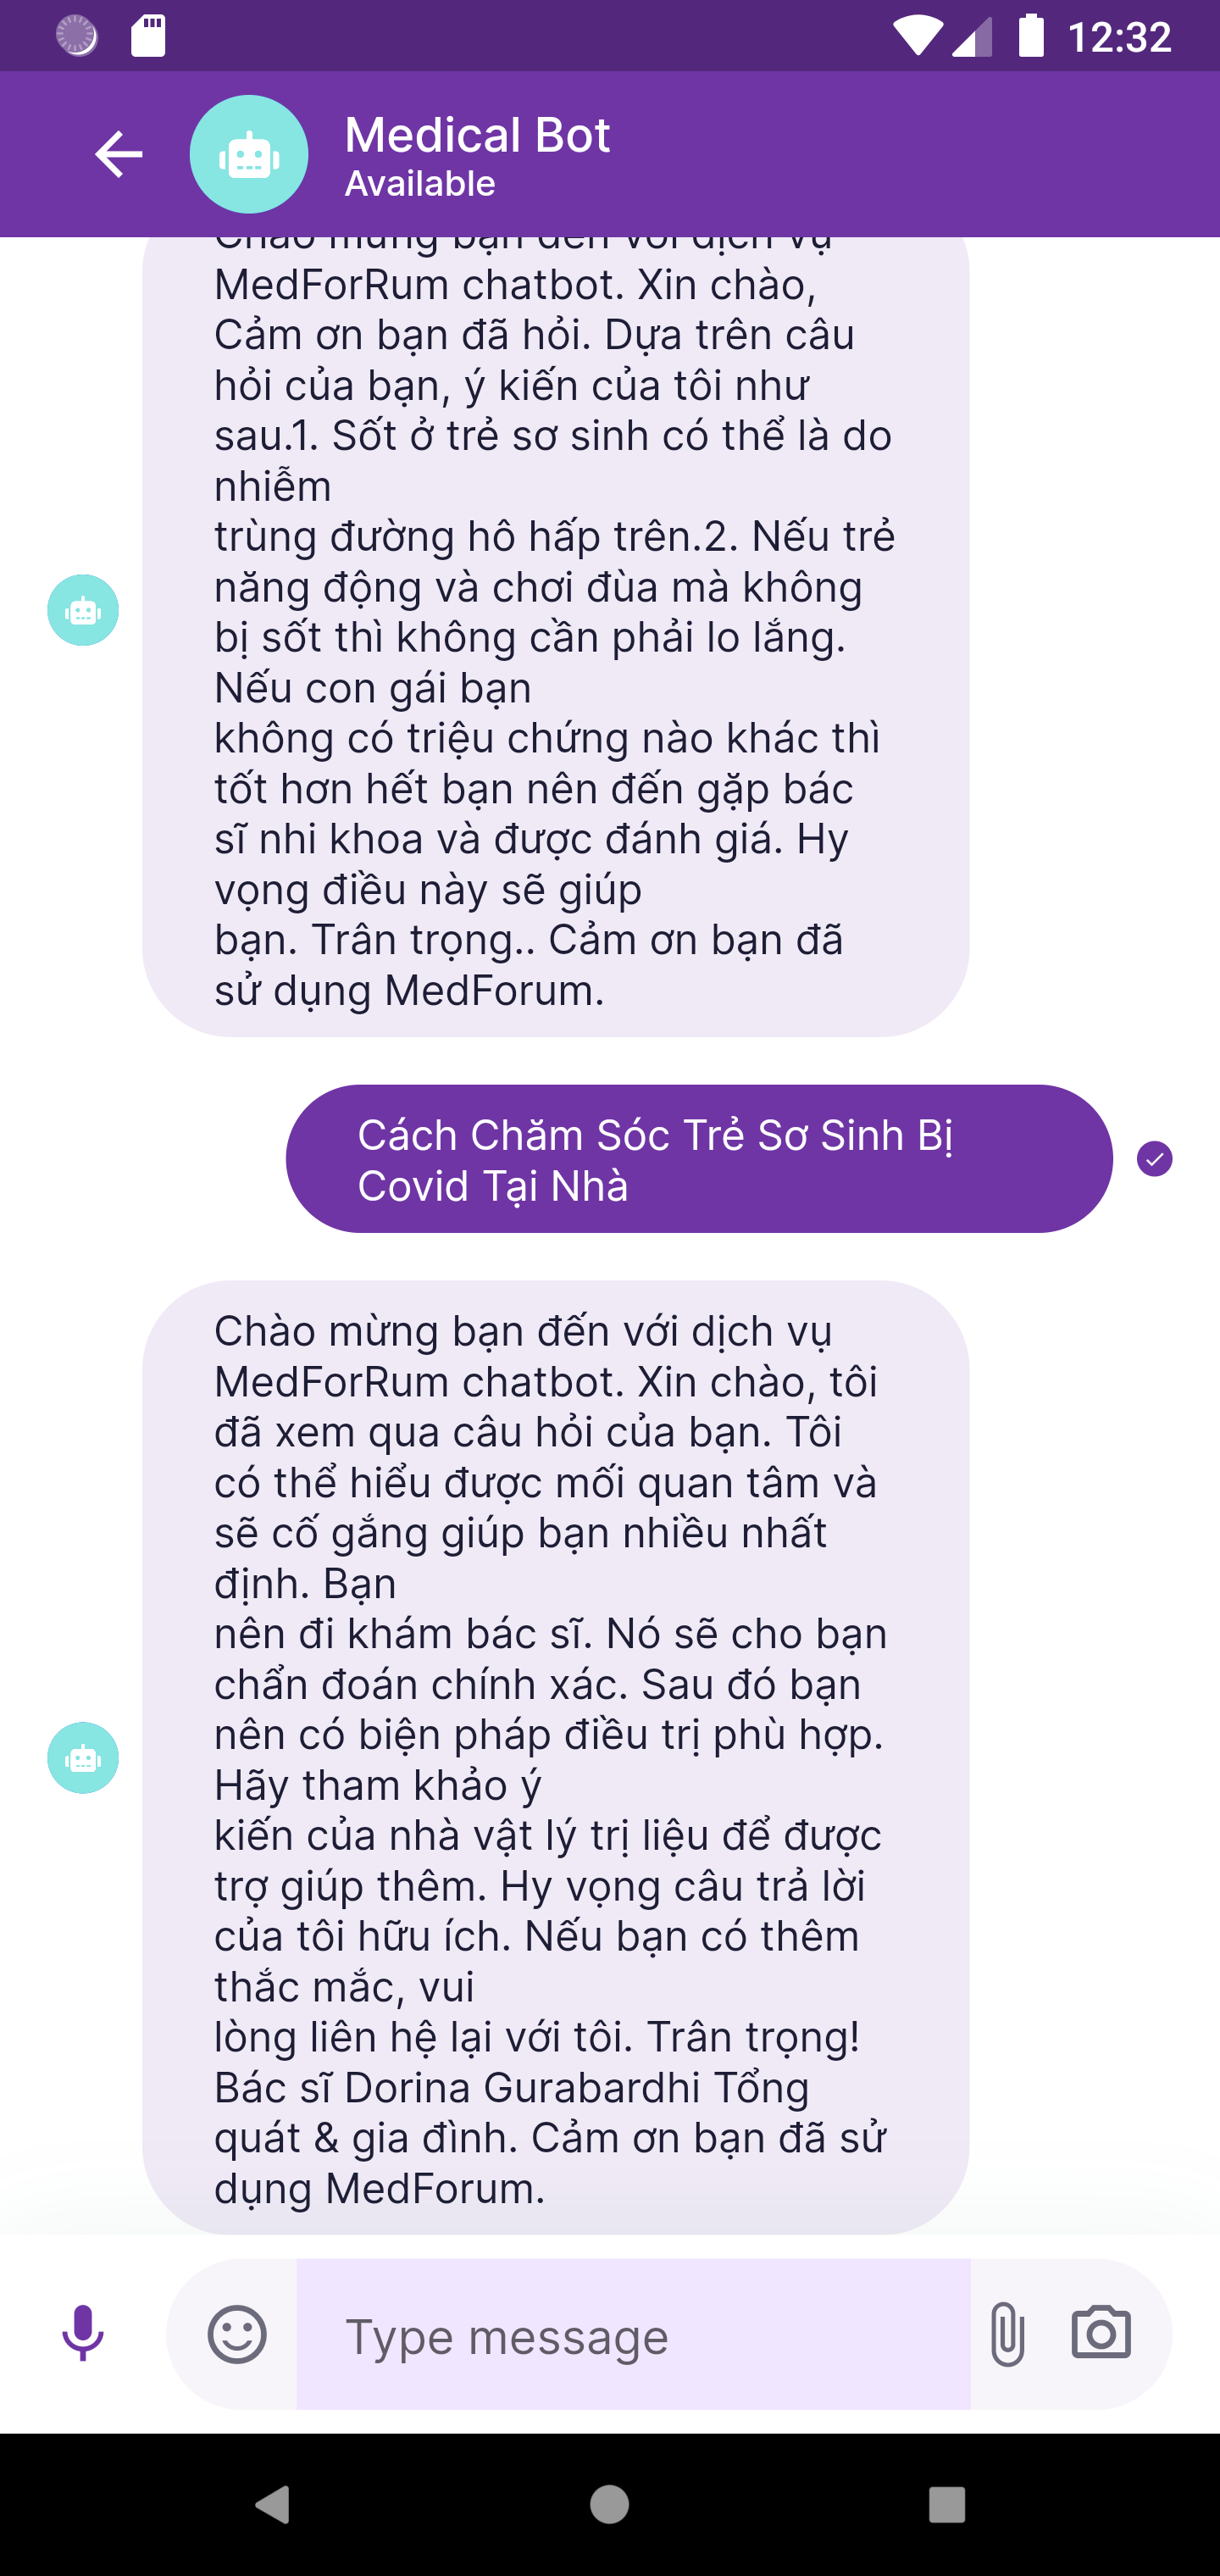 12:32
Medical Bot
Available
Chào mừng bạn đến với dịch vụ
MedForRum chatbot. Xin chào,
Cảm ơn bạn đã hỏi. Dựa trên câu
hỏi của bạn, ý kiến của tôi như
sau.1. Sốt ở trẻ sơ sinh có thể là do
nhiễm
trùng đường hô hấp trên.2. Nếu trẻ
năng động và chơi đùa mà không
bị sốt thì không cần phải lo lắng.
Nếu con gái bạn
không có triệu chứng nào khác thì
tốt hơn hết bạn nên đến gặp bác
sĩ nhi khoa và được đánh giá. Hy
vọng điều này sẽ giúp
bạn. Trân trọng.. Cảm ơn bạn đã
sử dụng MedForum.
Cách Chăm Sóc Trẻ Sơ Sinh Bị
Covid Tại Nhà
Chào mừng bạn đến với dịch vụ
MedForRum chatbot. Xin chào, tôi
đã xem qua câu hỏi của bạn. Tôi
có thể hiểu được mối quan tâm và
sẽ cố gắng giúp bạn nhiều nhất
định. Bạn
nên đi khám bác sĩ. Nó sẽ cho bạn
chẩn đoán chính xác. Sau đó bạn
nên có biện pháp điều trị phù hợp.
Hãy tham khảo ý
kiến của nhà vật lý trị liệu để được
trợ giúp thêm. Hy vọng câu trả lời
của tôi hữu ích. Nếu bạn có thêm
thắc mắc, vui
lòng liên hệ lại với tôi. Trân trọng!
Bác sĩ Dorina Gurabardhi Tổng
quát & gia đình. Cảm ơn bạn đã sử
dụng MedForum.
Type message